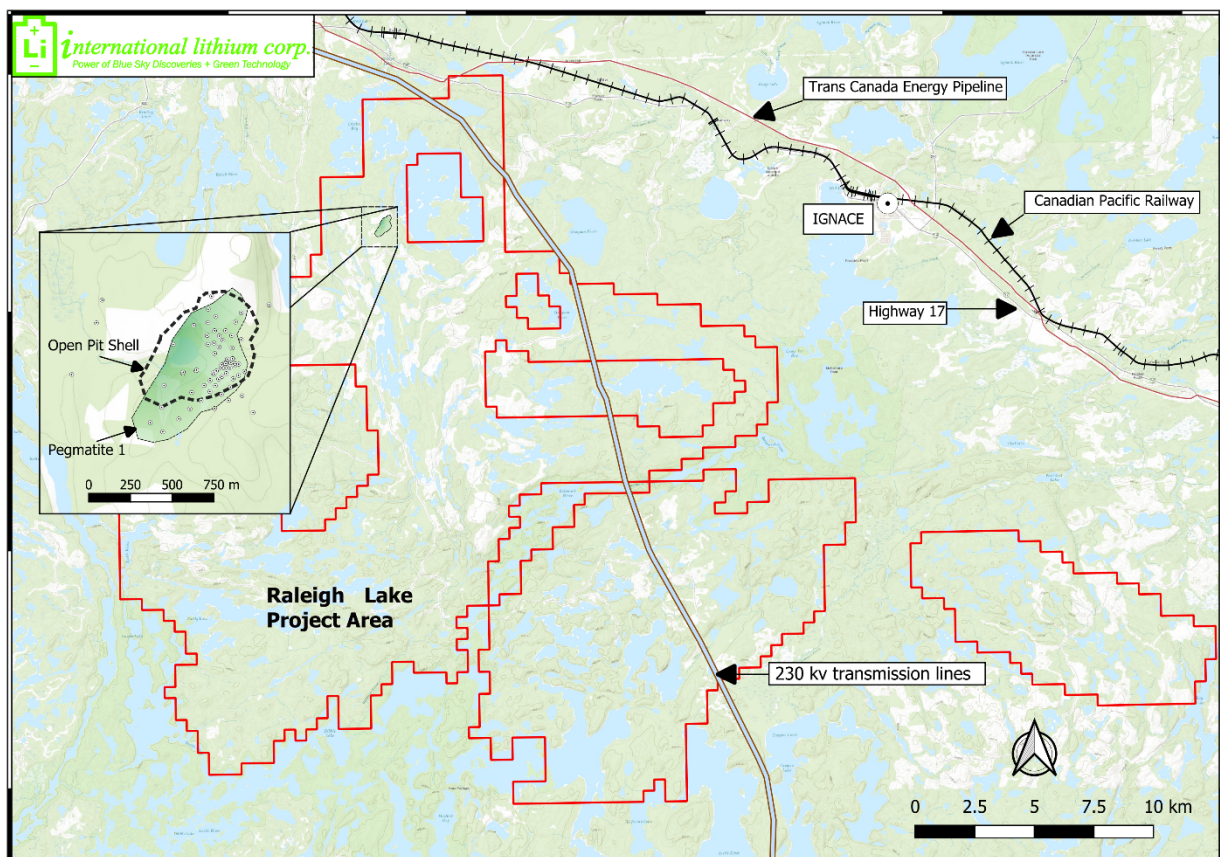 Li
international lithium corp.
Power of Blue Sky Discoveries + Green Technology
Trans Canada Energy Pipeline
IGNACE
Canadian Pacific Railway
Highway 17
Open Pit Shell
Pegmatite 1
0 250 500 750 m
Raleigh Lake
Project Area
230 kv transmission lines
0 2.5 5 7.5 10 km